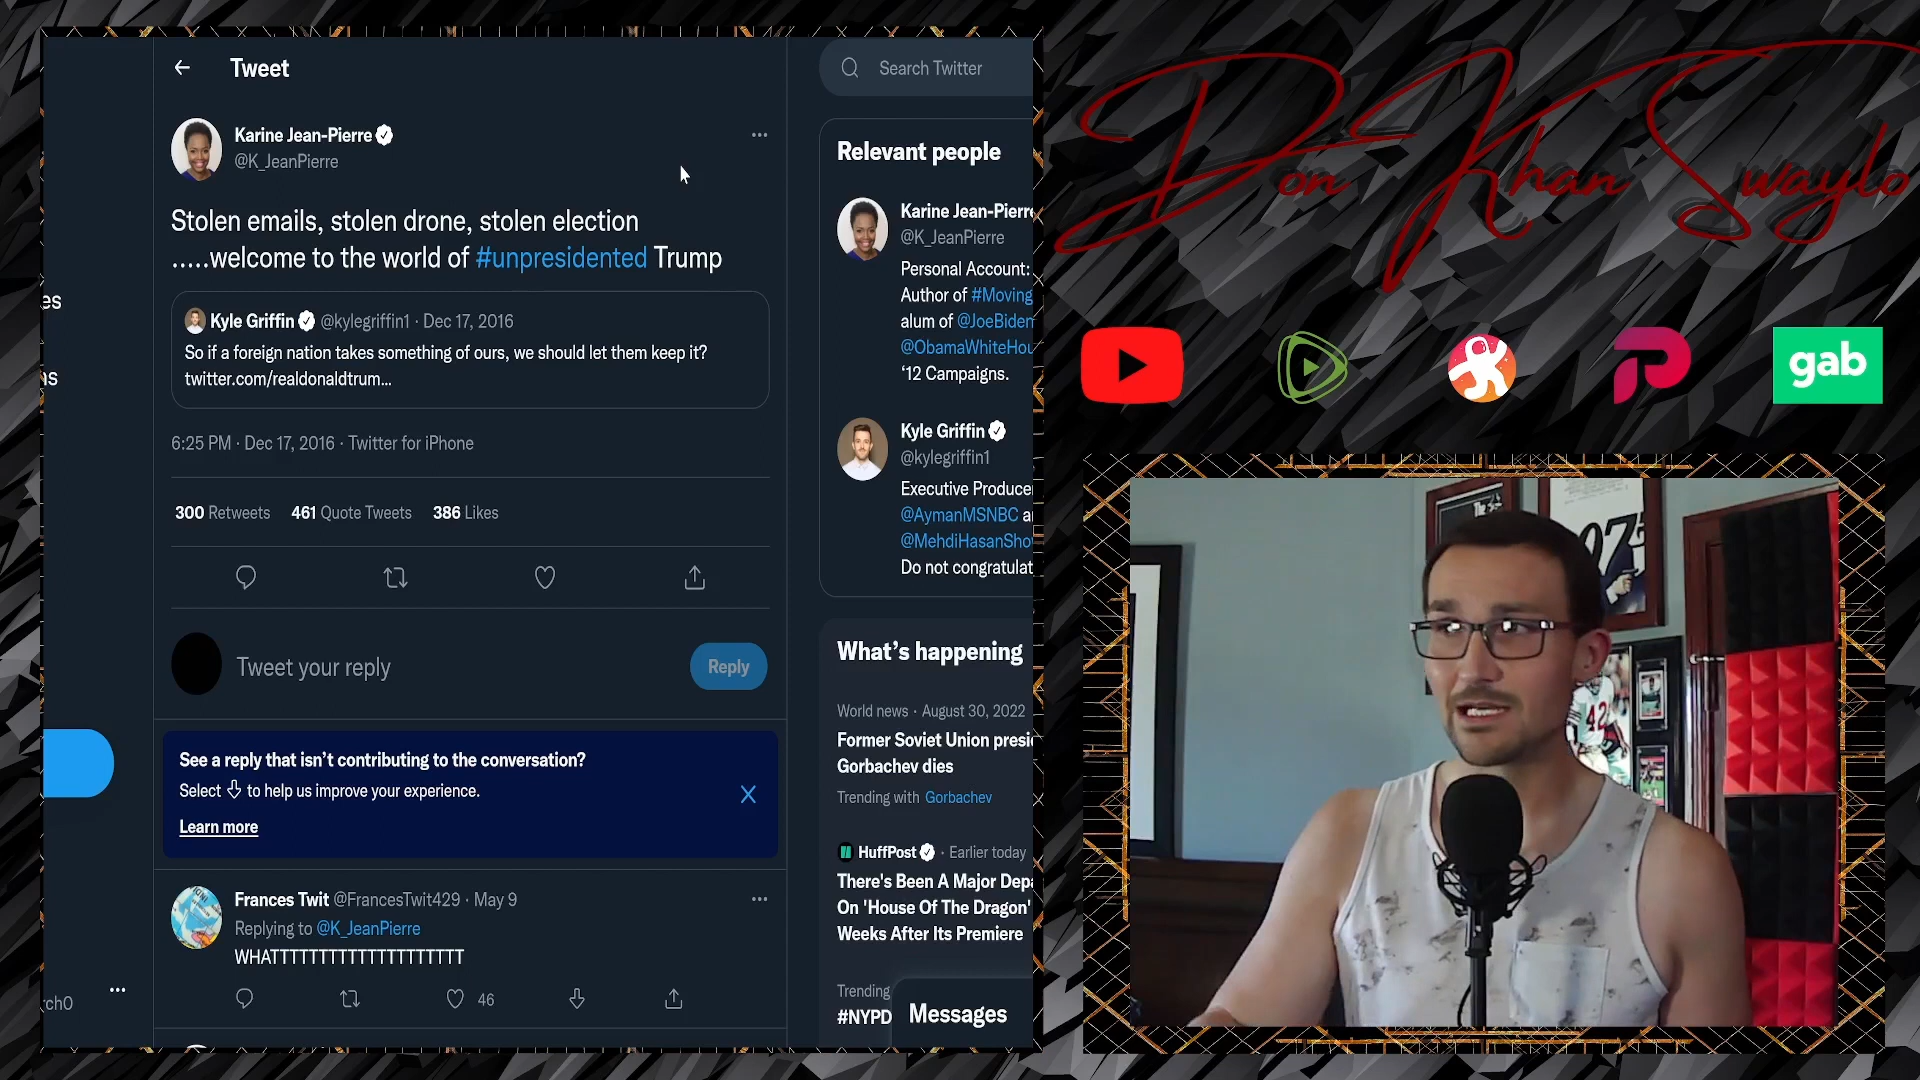 Tweet
Karine Jean-Pierre
@K_JeanPierre
Stolen emails, stolen drone, stolen election
.....welcome to the world of #unpresidented Trump
Kyle Griffin @kylegriffin1 · Dec 17, 2016
So if a foreign nation takes something of ours, we should let them keep it?
twitter.com/realdonaldtrum...
6:25 PM · Dec 17, 2016 · Twitter for iPhone
300 Retweets 461 Quote Tweets 386 Likes
Tweet your reply
Reply
See a reply that isn't contributing to the conversation?
Select to help us improve your experience.
Learn more
Frances Twit @FrancesTwit429 · May 9
Replying to @K_JeanPierre
WHATTTTTTTTTTTTTTTTTTTT
46
es
ns
rch0
Search Twitter
Relevant people
Karine Jean-Pierre
@K_JeanPierre
Personal Account:
Author of #Moving
alum of @JoeBiden
@ObamaWhiteHou
'12 Campaigns.
Kyle Griffin
@kylegriffin1
Executive Produce
@AymanMSNBC a
@MehdiHasanSho
Do not congratulat
What's happening
World news · August 30, 2022
Former Soviet Union presi
Gorbachev dies
Trending with Gorbachev
HuffPost · Earlier today
There's Been A Major Depa
On 'House Of The Dragon'
Weeks After Its Premiere
Trending
#NYPD
Messages
Don Khan Swaylo
gab
007
42